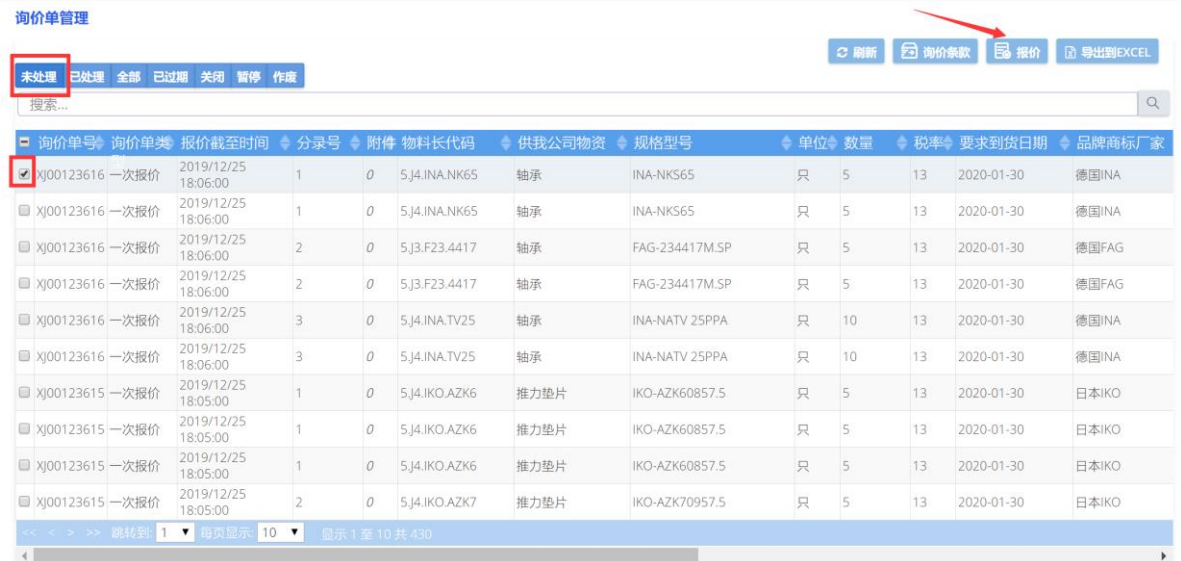 询价单管理
刷新 询价条款 报价 导出到EXCEL
未处理 已处理 全部 已过期 关闭 暂停 作废
搜索...
询价单号 询价单类 报价截至时间 分录号 附件 物料长代码 供我公司物资 规格型号 单位 数量 税率 要求到货日期 品牌商标厂家
XJ00123616 一次报价 2019/12/25 18:06:00 1 0 5.J4.INA.NK65 轴承 INA-NKS65 只 5 13 2020-01-30 德国INA
XJ00123616 一次报价 2019/12/25 18:06:00 1 0 5.J4.INA.NK65 轴承 INA-NKS65 只 5 13 2020-01-30 德国INA
XJ00123616 一次报价 2019/12/25 18:06:00 2 0 5.J3.F23.4417 轴承 FAG-234417M.SP 只 5 13 2020-01-30 德国FAG
XJ00123616 一次报价 2019/12/25 18:06:00 2 0 5.J3.F23.4417 轴承 FAG-234417M.SP 只 5 13 2020-01-30 德国FAG
XJ00123616 一次报价 2019/12/25 18:06:00 3 0 5.J4.INA.TV25 轴承 INA-NATV 25PPA 只 10 13 2020-01-30 德国INA
XJ00123616 一次报价 2019/12/25 18:06:00 3 0 5.J4.INA.TV25 轴承 INA-NATV 25PPA 只 10 13 2020-01-30 德国INA
XJ00123615 一次报价 2019/12/25 18:05:00 1 0 5.J4.IKO.AZK6 推力垫片 IKO-AZK60857.5 只 5 13 2020-01-30 日本IKO
XJ00123615 一次报价 2019/12/25 18:05:00 1 0 5.J4.IKO.AZK6 推力垫片 IKO-AZK60857.5 只 5 13 2020-01-30 日本IKO
XJ00123615 一次报价 2019/12/25 18:05:00 1 0 5.J4.IKO.AZK6 推力垫片 IKO-AZK60857.5 只 5 13 2020-01-30 日本IKO
XJ00123615 一次报价 2019/12/25 18:05:00 2 0 5.J4.IKO.AZK7 推力垫片 IKO-AZK70957.5 只 5 13 2020-01-30 日本IKO
<< < > >> 跳转到: 1 每页显示: 10 显示 1 至 10 共 430